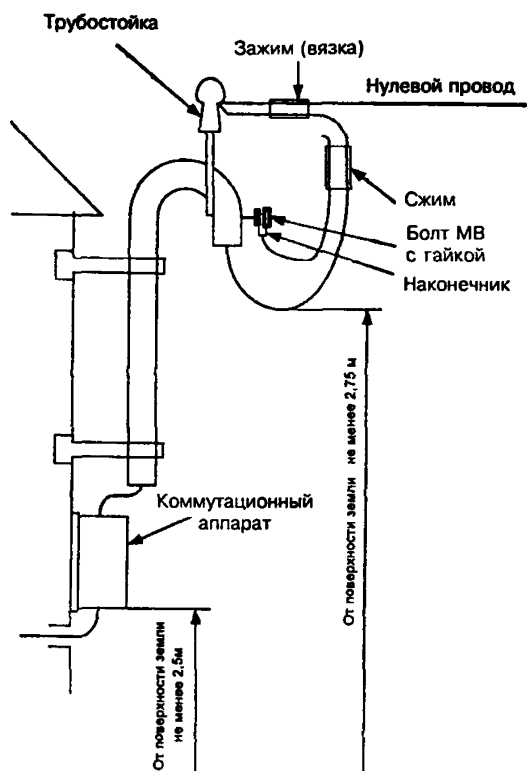 Трубостойка
Зажим (вязка)
Нулевой провод
Сжим
Болт МВ
с гайкой
Наконечник
От поверхности земли не менее 2,75 м
Коммутационный
аппарат
От поверхности земли
не менее 2,5м